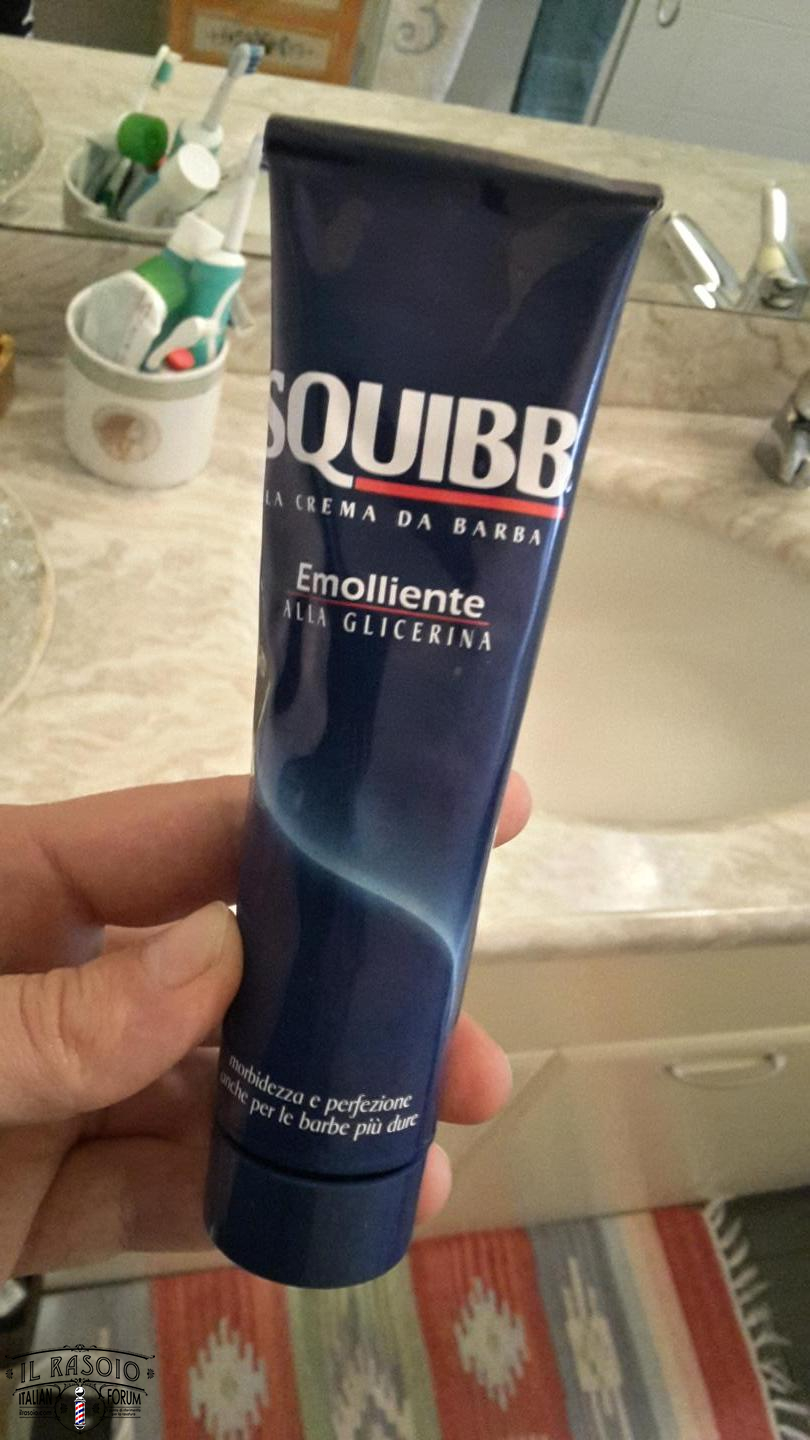 SQUIBB
LA CREMA DA BARBA
Emolliente
ALLA GLICERINA
morbidezza e perfezione
anche per le barbe più dure
IL RASOIO
ITALIAN FORUM